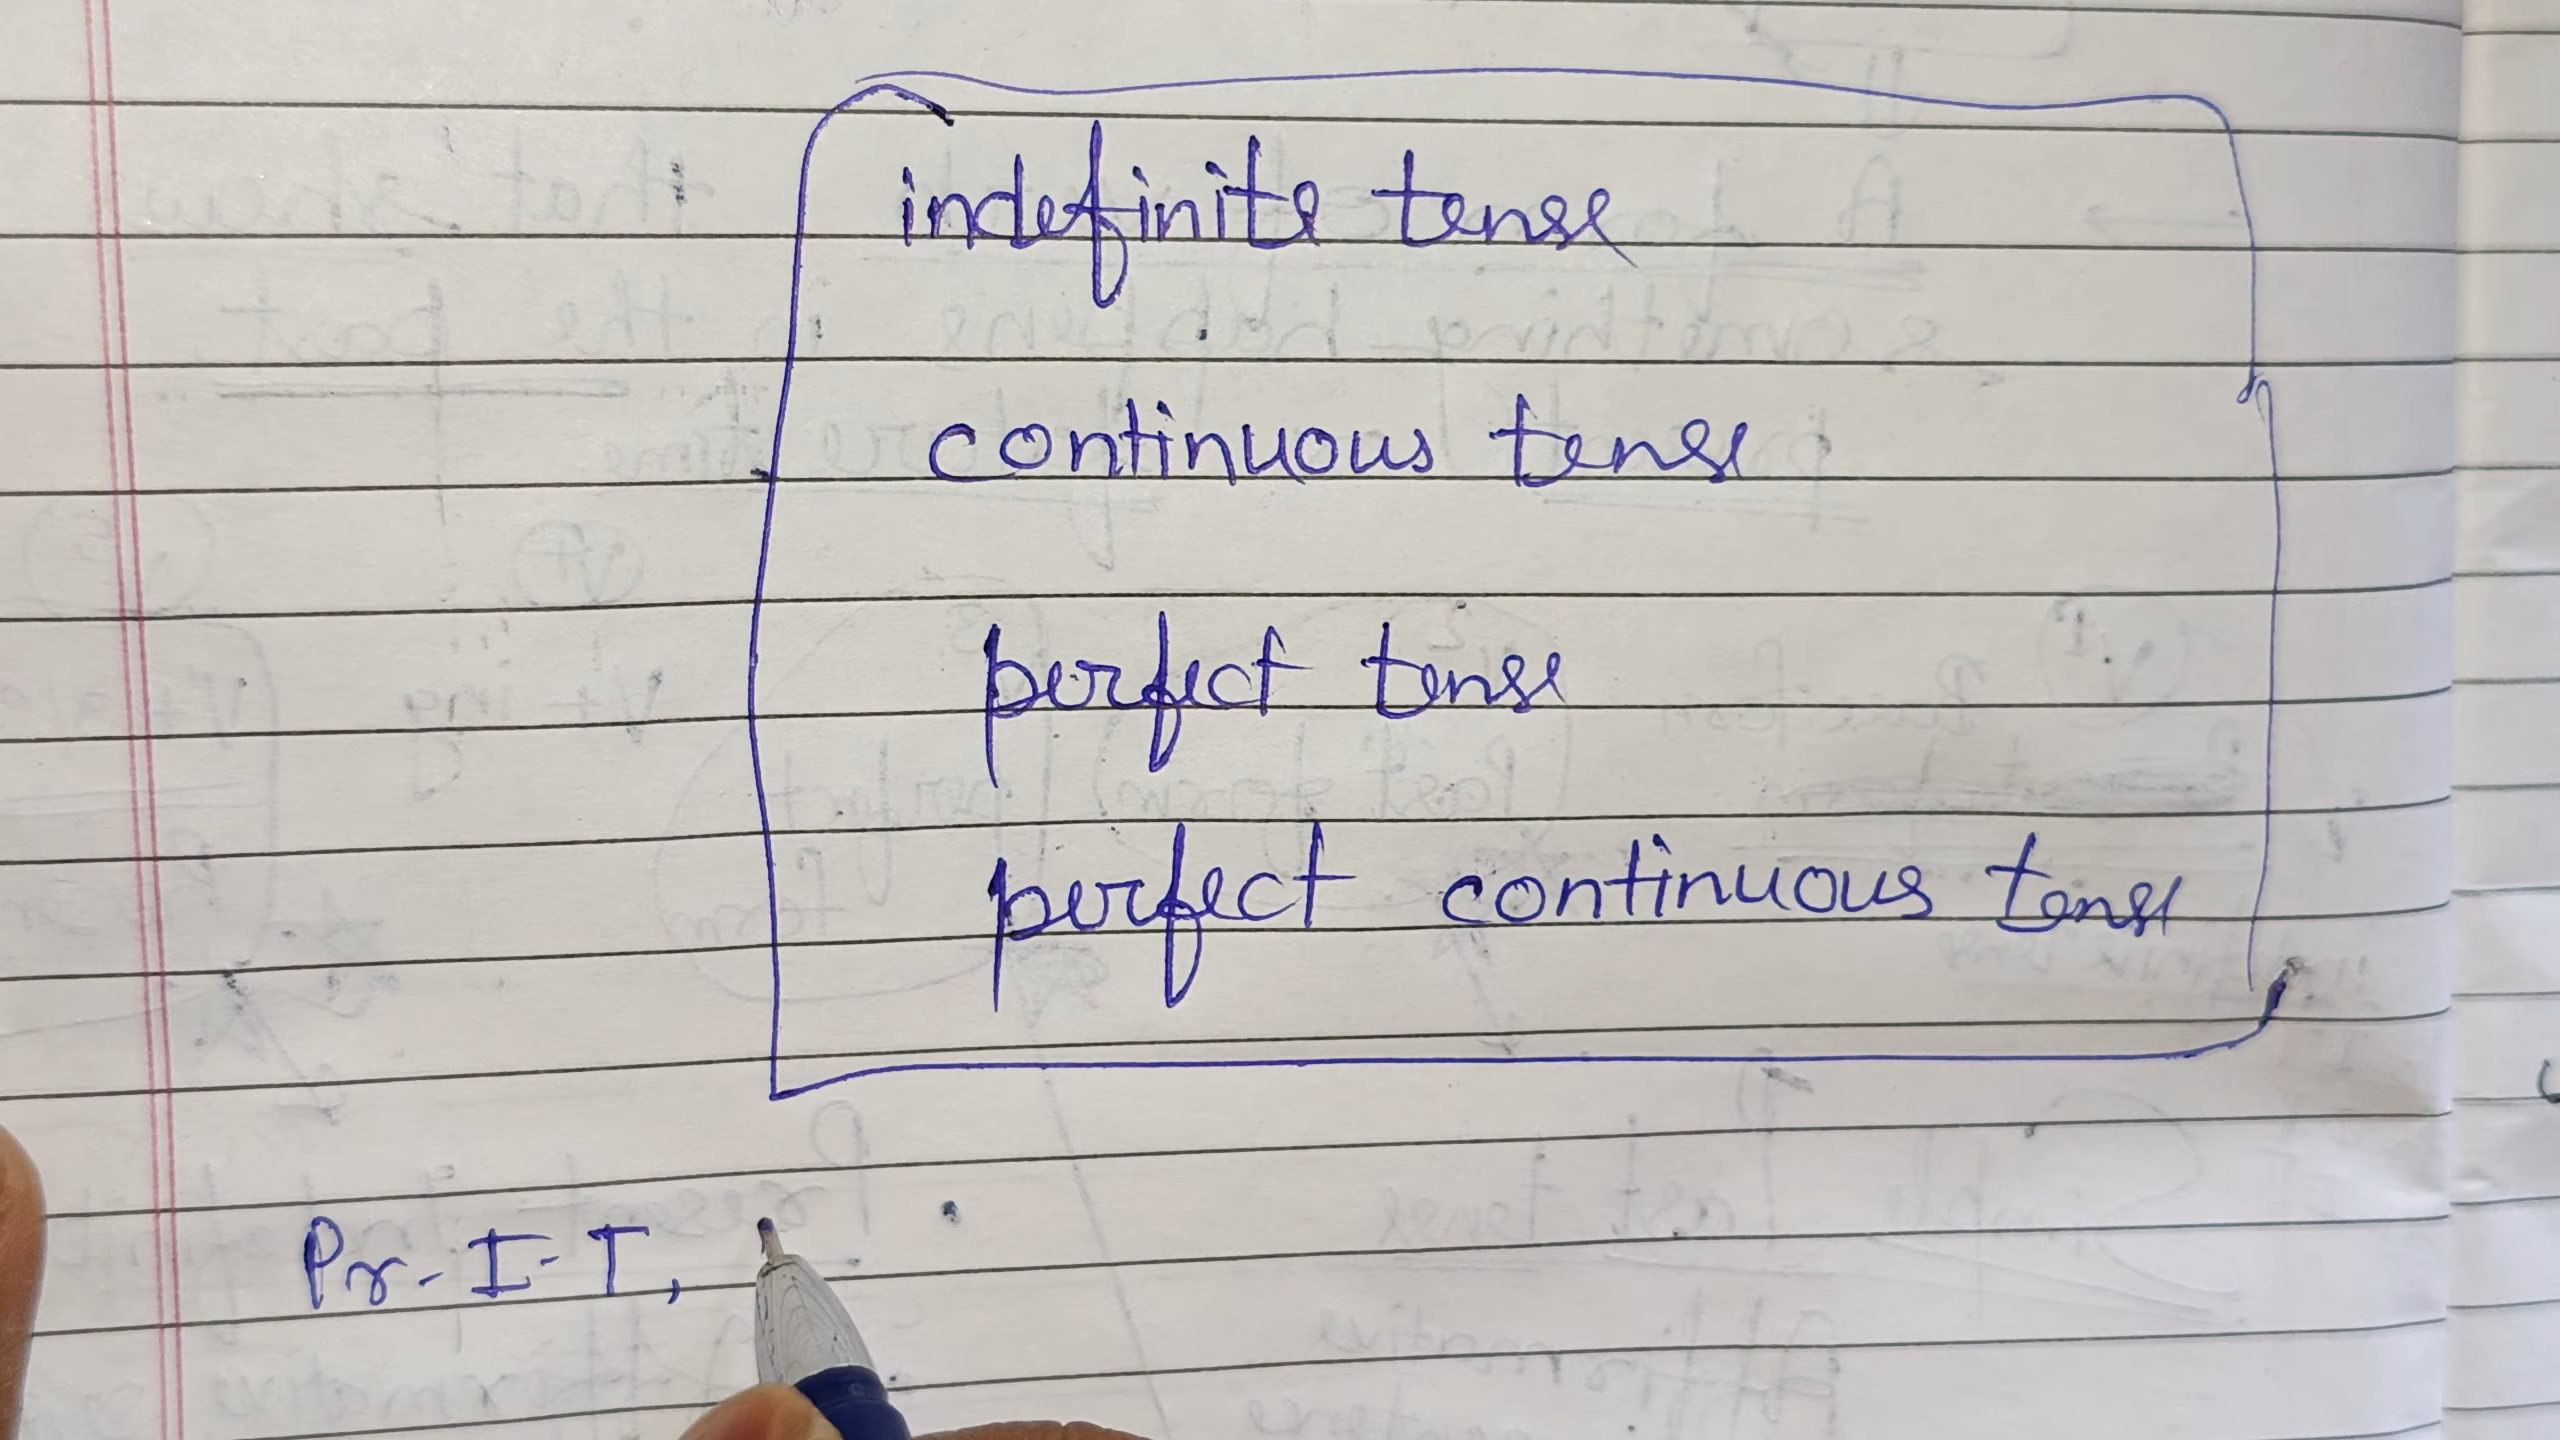 indefinite tense
continuous tense
perfect tense
perfect continuous tense
Pr- I-T,